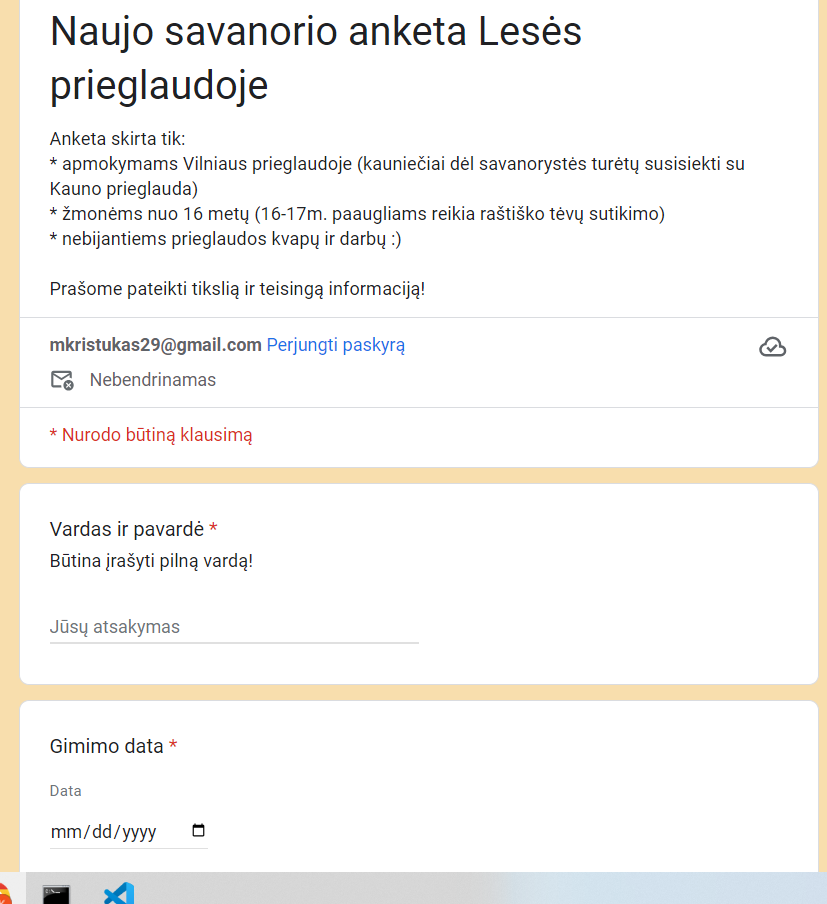 Naujo savanorio anketa Lesės
prieglaudoje
Anketa skirta tik:
* apmokymams Vilniaus prieglaudoje (kauniečiai dėl savanorystės turėtų susisiekti su
Kauno prieglauda)
* žmonėms nuo 16 metų (16-17m. paaugliams reikia raštiško tėvų sutikimo)
* nebijantiems prieglaudos kvapų ir darbų :)
Prašome pateikti tikslią ir teisingą informaciją!
mkristukas29@gmail.com Perjungti paskyrą
Nebendrinamas
* Nurodo būtiną klausimą
Vardas ir pavardė *
Būtina įrašyti pilną vardą!
Jūsų atsakymas
Gimimo data *
Data
mm/dd/yyyy